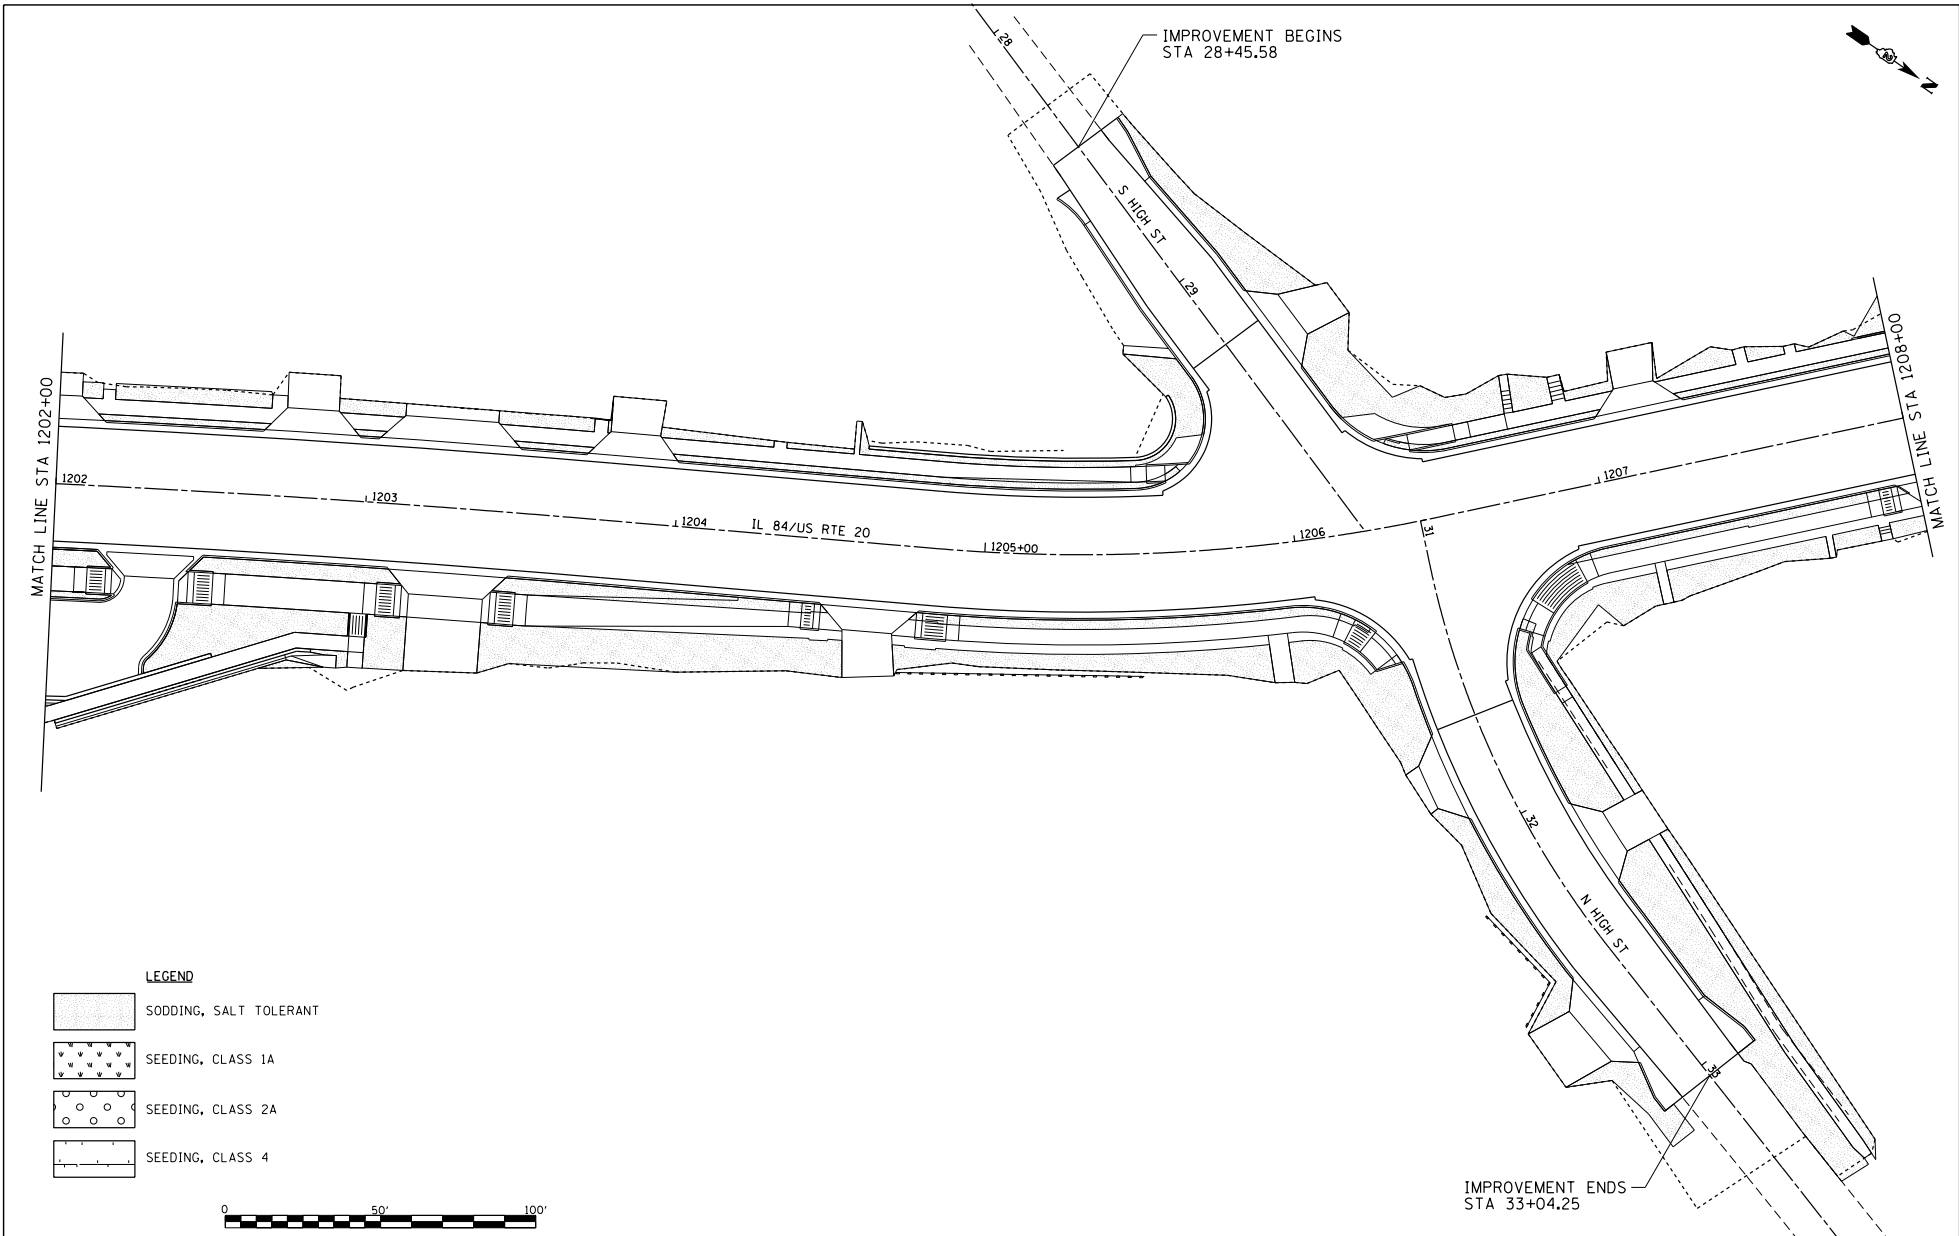 IMPROVEMENT BEGINS
STA 28+45.58
28
N
S HIGH ST
29
MATCH LINE STA 1202+00
MATCH LINE STA 1208+00
1202
1203
1204
IL 84/US RTE 20
1205+00
1206
1207
31
32
N HIGH ST
33
LEGEND
SODDING, SALT TOLERANT
SEEDING, CLASS 1A
SEEDING, CLASS 2A
SEEDING, CLASS 4
0 50' 100'
IMPROVEMENT ENDS
STA 33+04.25